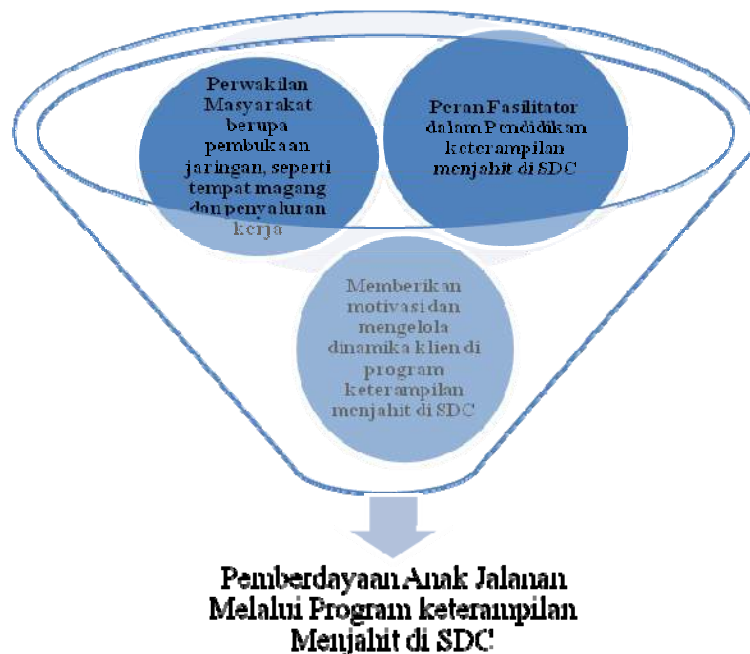 Perwakilan
Masyarakat
berupa
pembukaan
jaringan, seperti
tempat magang
dan penyaluran
kerja
Peran Fasilitator
dalam Pendidikan
keterampilan
menjahit di SDC
Memberikan
motivasi dan
mengelola
dinamika klien di
program
keterampilan
menjahit di SDC
Pemberdayaan Anak Jalanan
Melalui Program keterampilan
Menjahit di SDC